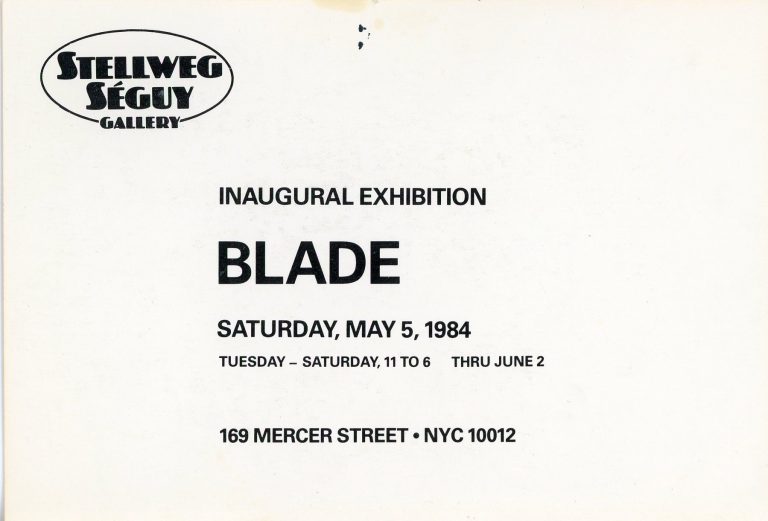 STELLWEG
SÉGUY
GALLERY
INAUGURAL EXHIBITION
BLADE
SATURDAY, MAY 5, 1984
TUESDAY – SATURDAY, 11 TO 6 THRU JUNE 2
169 MERCER STREET • NYC 10012